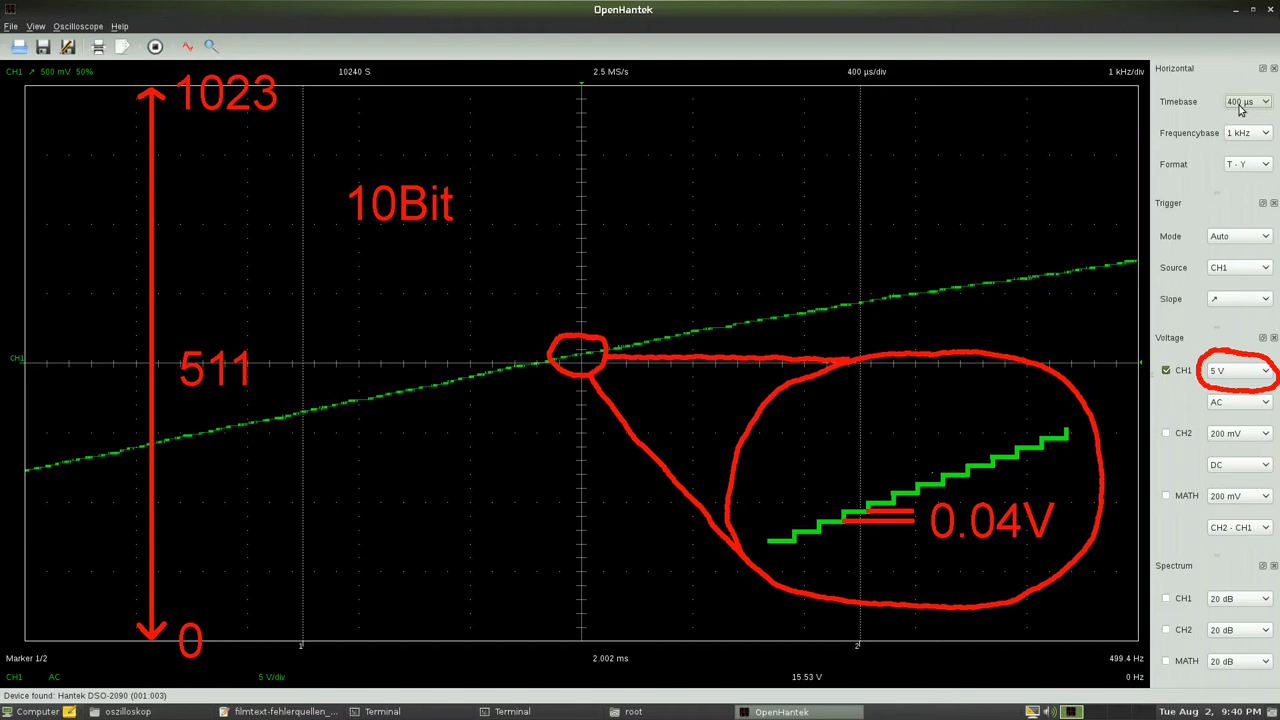 OpenHantek
File View Oscilloscope Help
CH1 ↗ 500 mV 50% 10240 S 2.5 MS/s 400 µs/div 1 kHz/div
1023
10Bit
511
0
0.04V
CH1
1 2
Marker 1/2 2.002 ms 499.4 Hz
CH1 AC 5 V/div 15.53 V 0 Hz
Horizontal
Timebase 400 µs
Frequencybase 1 kHz
Format T - Y
Trigger
Mode Auto
Source CH1
Slope ↗
Voltage
CH1 5 V
AC
CH2 200 mV
DC
MATH 200 mV
CH2 - CH1
Spectrum
CH1 20 dB
CH2 20 dB
MATH 20 dB
Device found: Hantek DSO-2090 (001:003)
Computer oszilloskop filmtext-fehlerquellen_... Terminal Terminal root OpenHantek Tue Aug 2, 9:40 PM